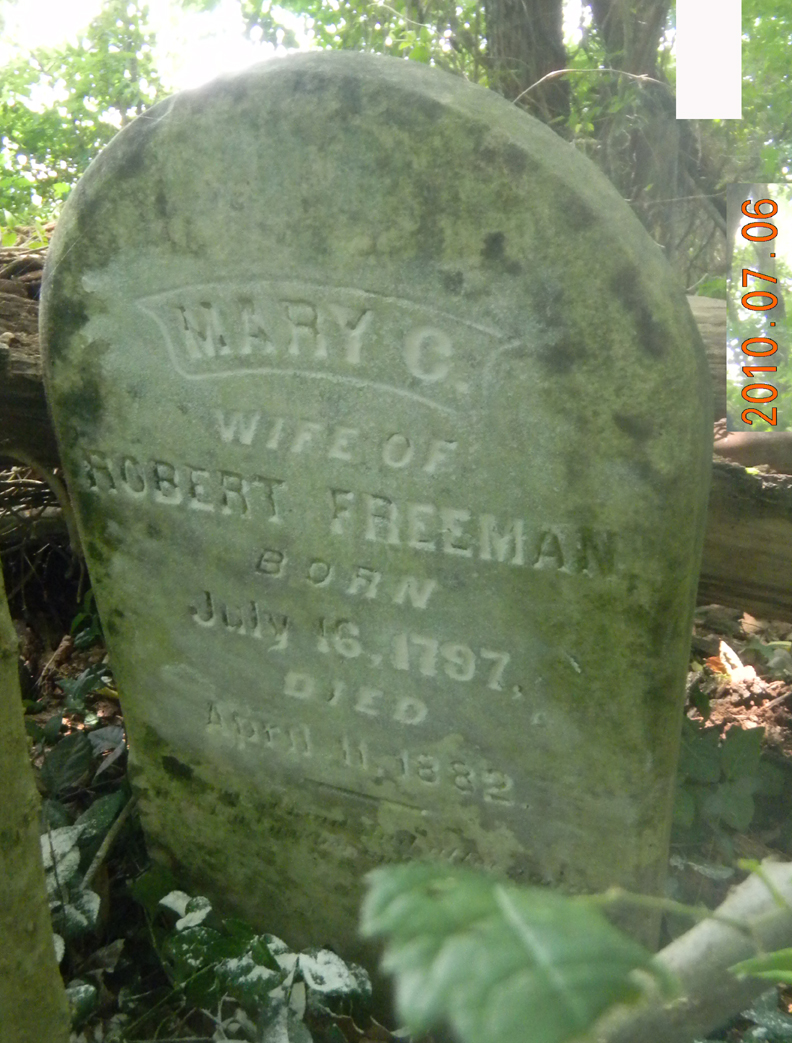 MARY C.
WIFE OF
ROBERT FREEMAN
BORN
July 16, 1797,
DIED
April 11, 1882.
2010.07.06